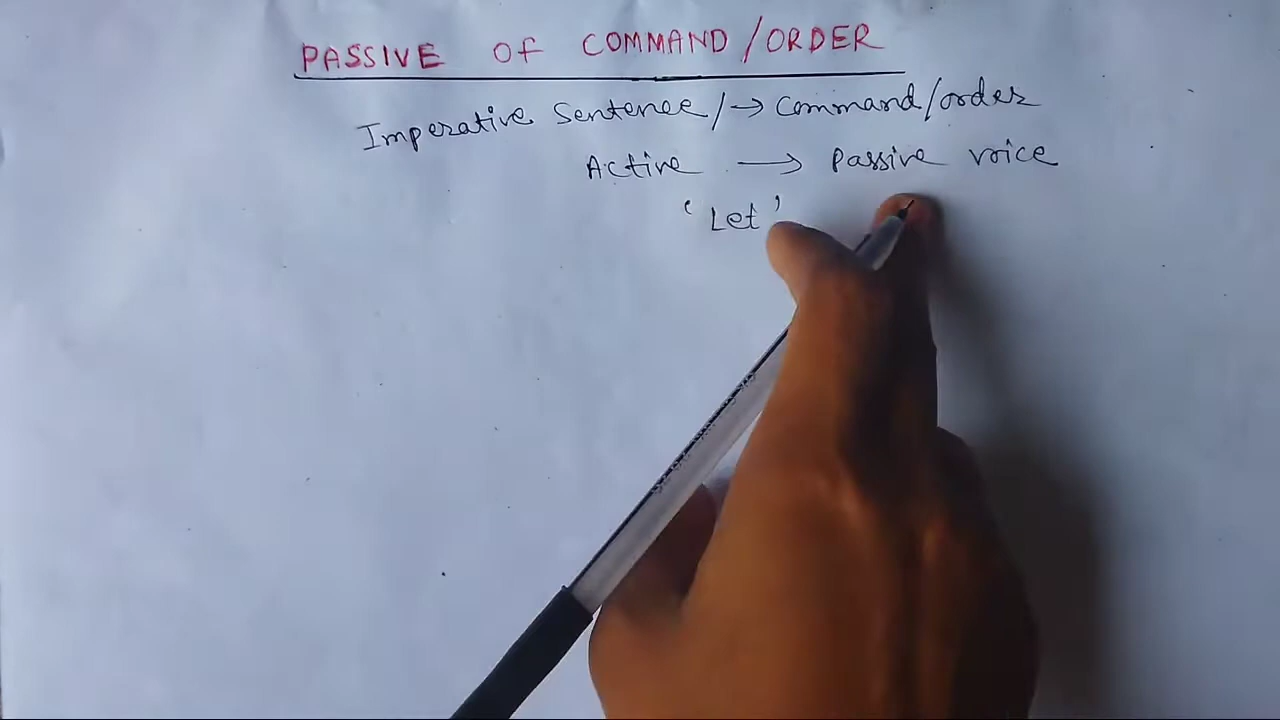 PASSIVE OF COMMAND/ORDER
Imperative Sentence/→ Command/order
Active → Passive voice
'Let'